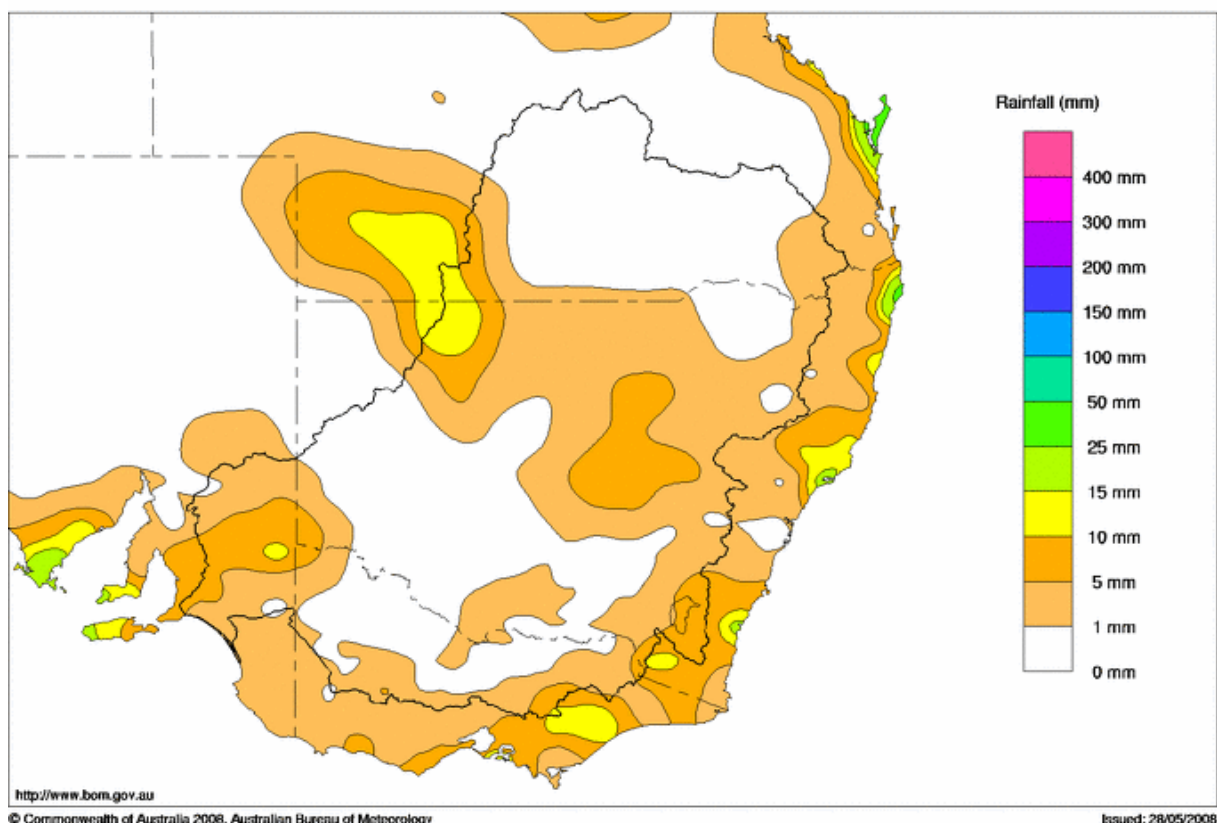 Rainfall (mm)
400 mm
300 mm
200 mm
150 mm
100 mm
50 mm
25 mm
15 mm
10 mm
5 mm
1 mm
0 mm
http://www.bom.gov.au
© Commonwealth of Australia 2008, Australian Bureau of Meteorology
Issued: 28/05/2008